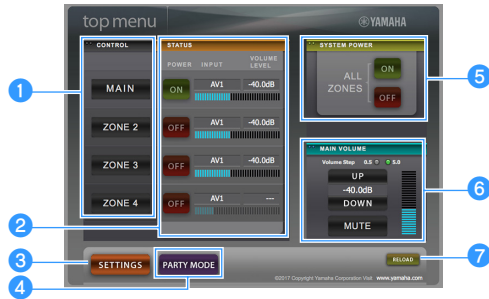 top menu
YAMAHA
CONTROL
STATUS
SYSTEM POWER
POWER INPUT VOLUME LEVEL
ALL ZONES
ON
OFF
1
MAIN
ON
AV1
-40.0dB
5
ZONE 2
OFF
AV1
-40.0dB
MAIN VOLUME
Volume Step 0.5 5.0
ZONE 3
OFF
AV1
-40.0dB
UP
-40.0dB
DOWN
6
ZONE 4
OFF
AV1
---
MUTE
2
3
SETTINGS
PARTY MODE
RELOAD
7
4
©2017 Copyright Yamaha Corporation Visit www.yamaha.com